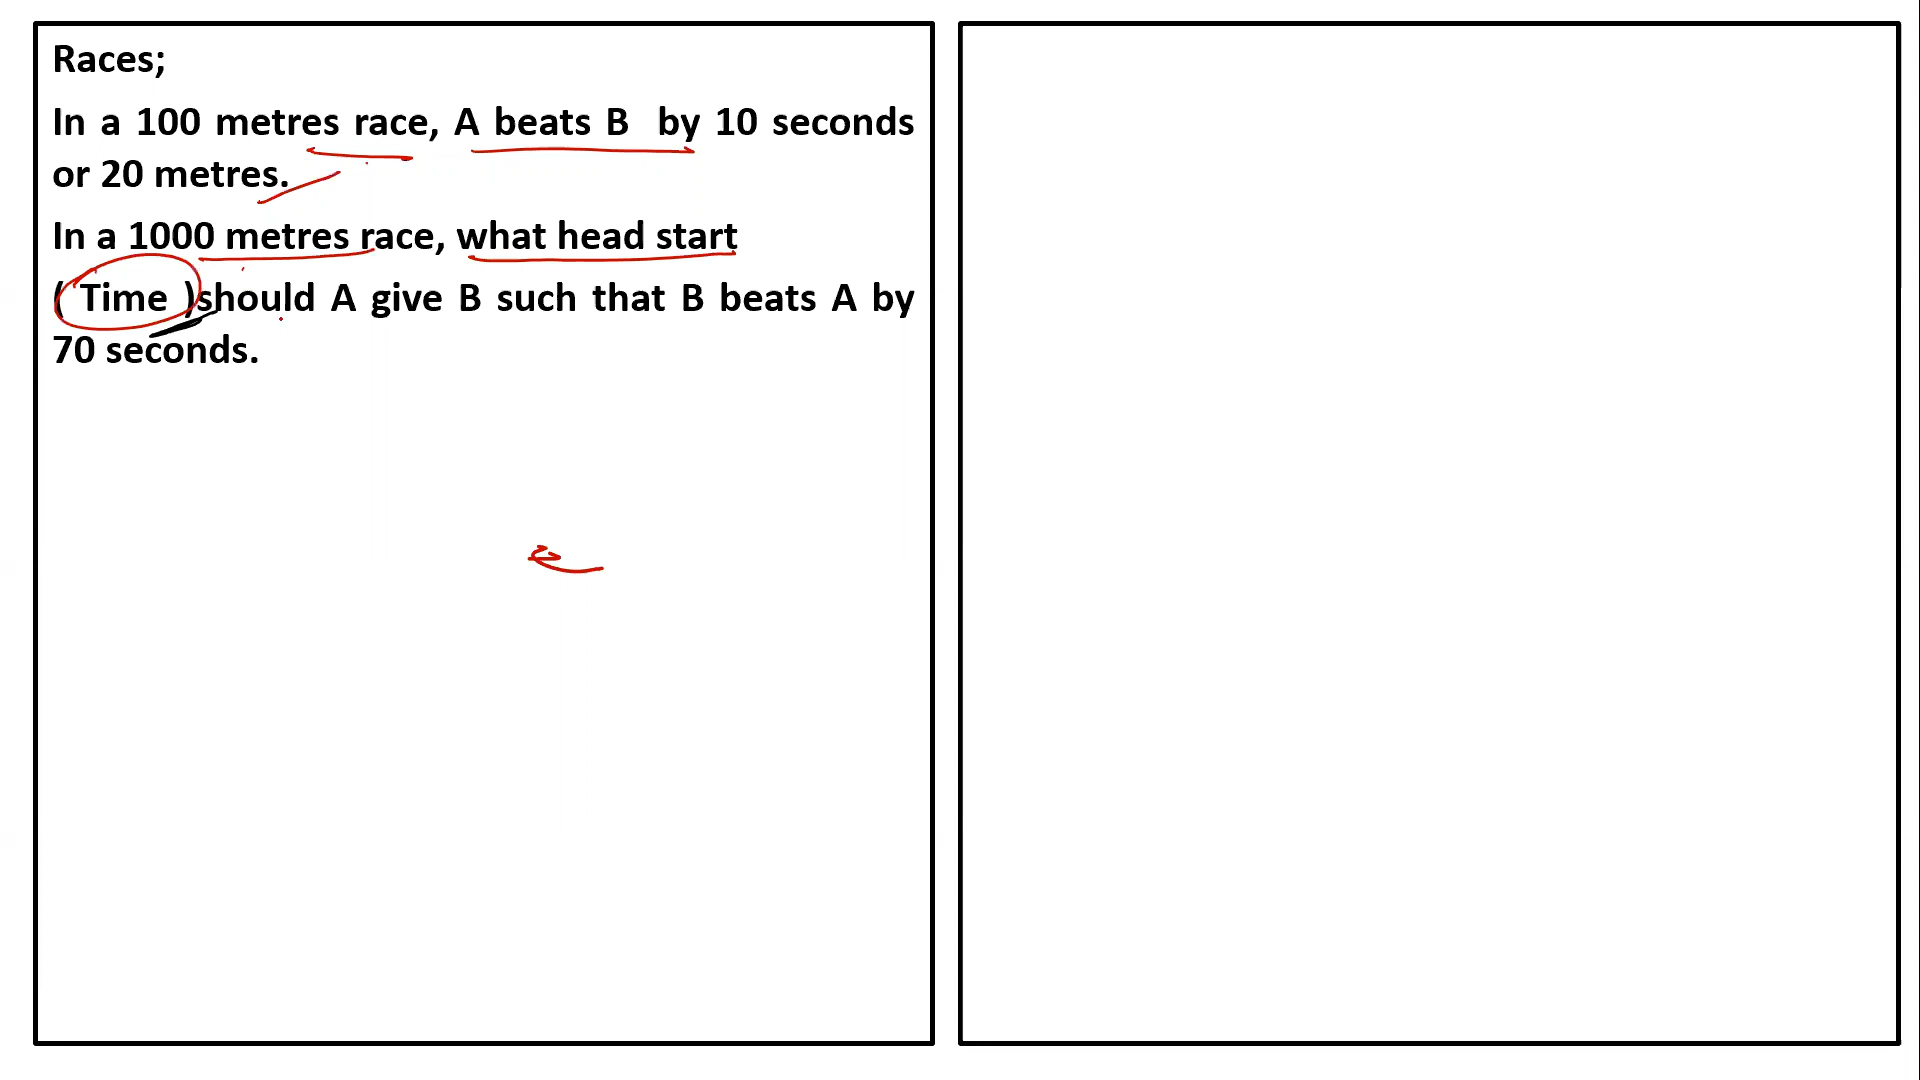 Races;
In a 100 metres race, A beats B by 10 seconds
or 20 metres.
In a 1000 metres race, what head start
( Time )should A give B such that B beats A by
70 seconds.